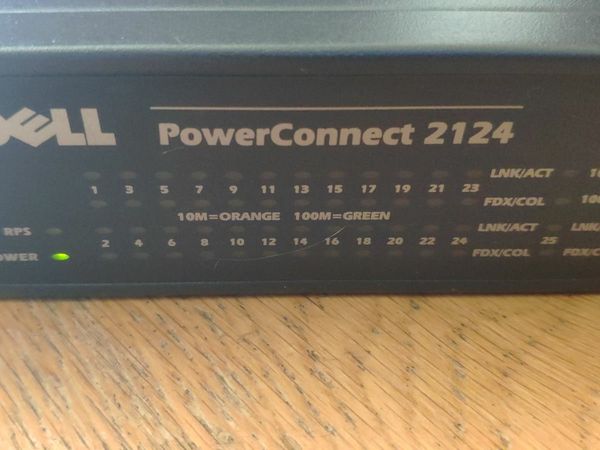 DELL PowerConnect 2124
1 3 5 7 9 11 13 15 17 19 21 23 LNK/ACT
FDX/COL
10M=ORANGE 100M=GREEN
RPS LNK/ACT
2 4 6 8 10 12 14 16 18 20 22 24 25
POWER FDX/COL FDX/C